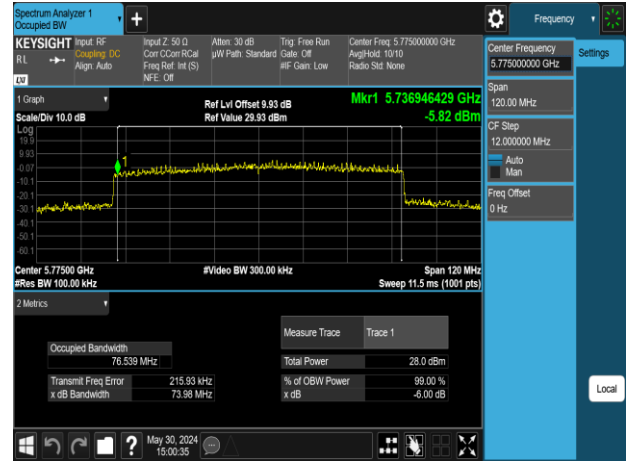 Spectrum Analyzer 1
Occupied BW
Frequency
KEYSIGHT
RL
LXI
Input: RF
Coupling: DC
Align: Auto
Input Z: 50 Ω
Corr CCorr RCal
Freq Ref: Int (S)
NFE: Off
Atten: 30 dB
µW Path: Standard
Trig: Free Run
Gate: Off
#IF Gain: Low
Center Freq: 5.775000000 GHz
Avg|Hold: 10/10
Radio Std: None
Center Frequency
5.775000000 GHz
Settings
Span
120.00 MHz
CF Step
12.000000 MHz
Auto
Man
Freq Offset
0 Hz
Local
1 Graph
Scale/Div 10.0 dB
Ref Lvl Offset 9.93 dB
Ref Value 29.93 dBm
Mkr1 5.736946429 GHz
-5.82 dBm
Log
19.9
9.93
-0.07
-10.1
-20.1
-30.1
-40.1
-50.1
-60.1
1
Center 5.77500 GHz
#Res BW 100.00 kHz
#Video BW 300.00 kHz
Span 120 MHz
Sweep 11.5 ms (1001 pts)
2 Metrics
Measure Trace Trace 1
Occupied Bandwidth
76.539 MHz
Total Power 28.0 dBm
Transmit Freq Error 215.93 kHz
% of OBW Power 99.00 %
x dB Bandwidth 73.98 MHz
x dB -6.00 dB
May 30, 2024
15:00:35